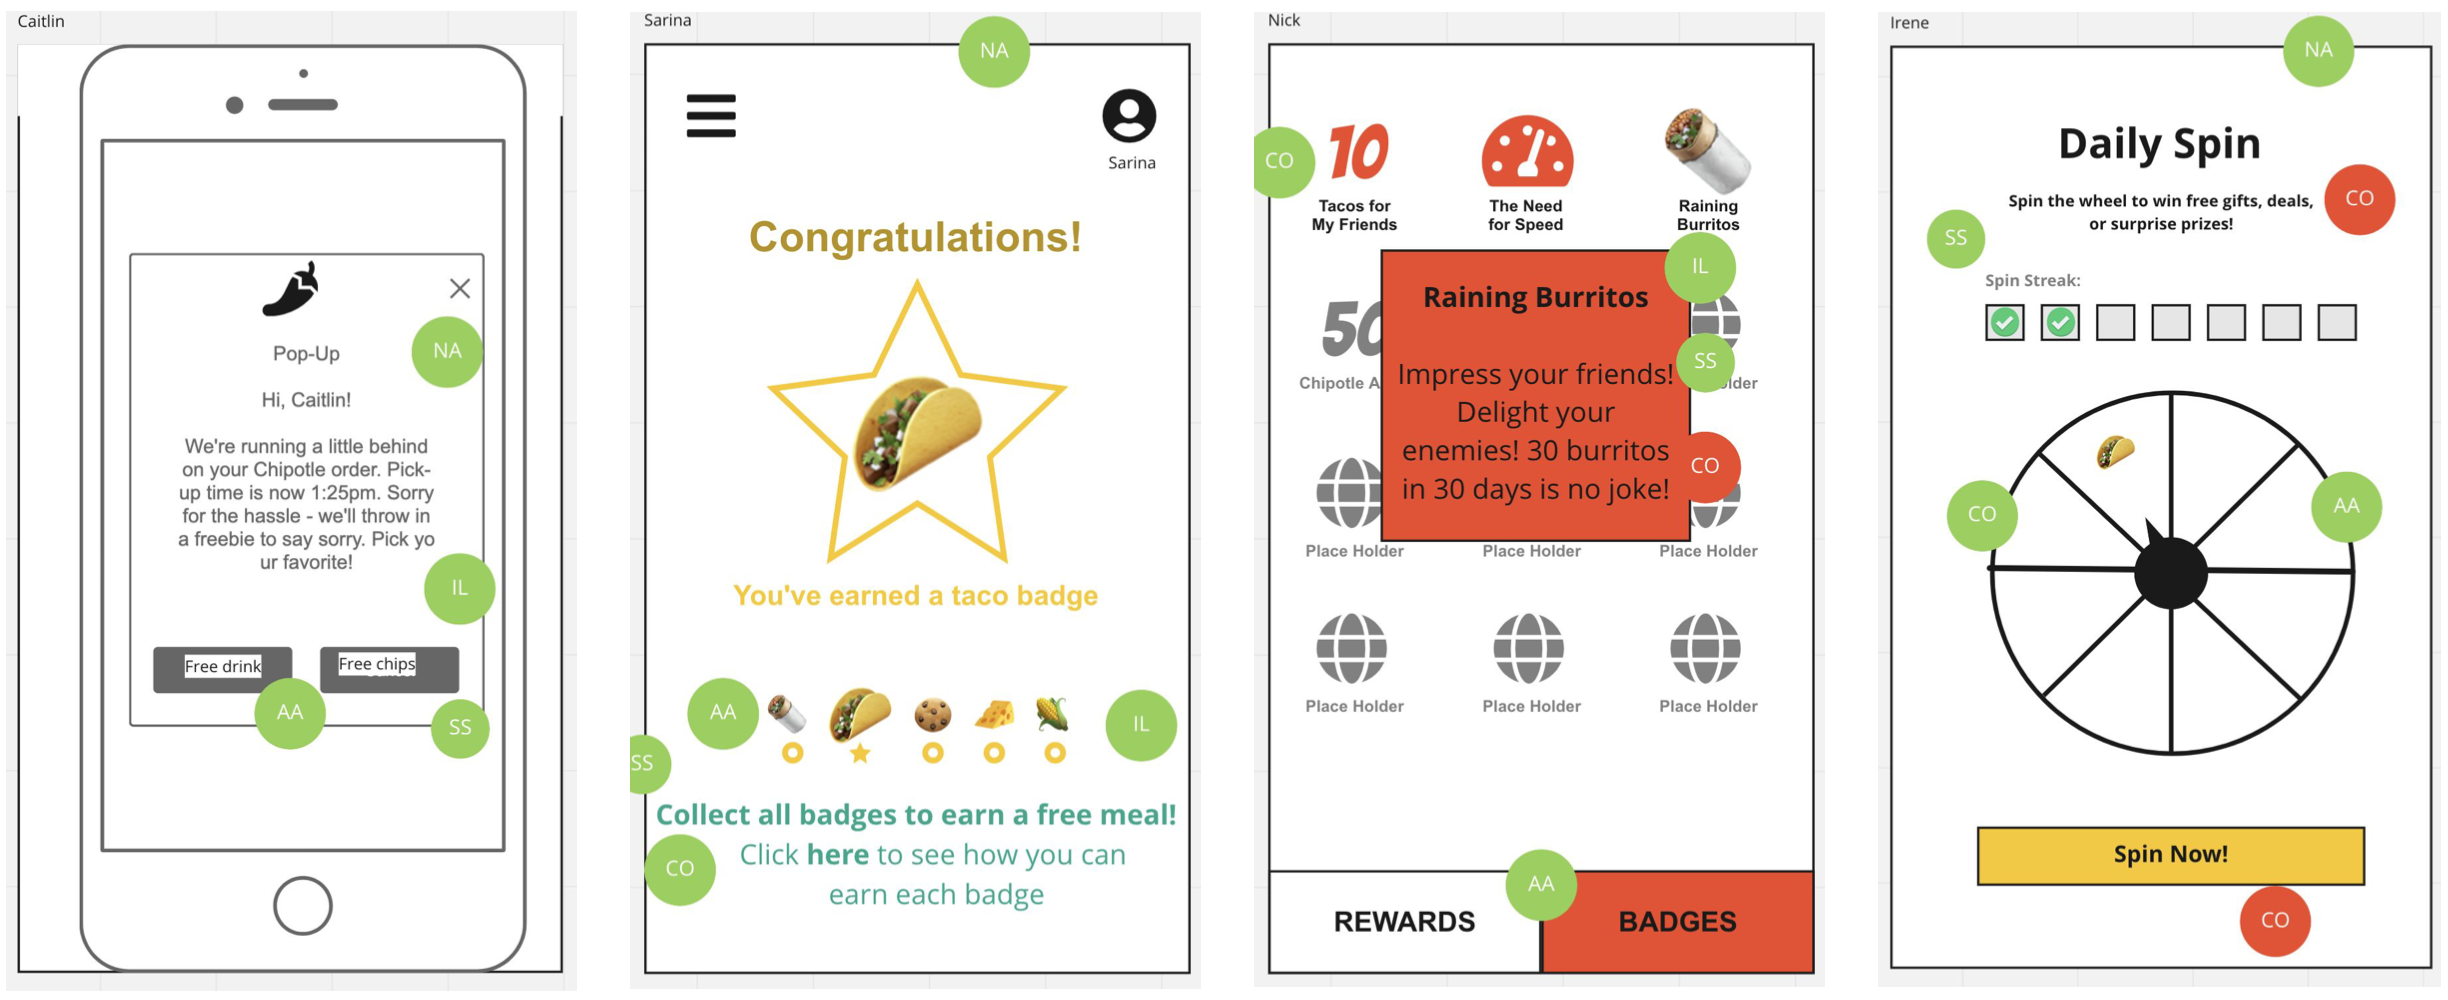 Caitlin
Pop-Up
NA
Hi, Caitlin!
We're running a little behind
on your Chipotle order. Pick-
up time is now 1:25pm. Sorry
for the hassle - we'll throw in
a freebie to say sorry. Pick yo
ur favorite!
IL
Free drink
Free chips
AA
SS
Sarina
NA
Sarina
Congratulations!
You've earned a taco badge
AA
IL
SS
Collect all badges to earn a free meal!
CO
Click here to see how you can
earn each badge
Nick
CO
10
Tacos for
My Friends
The Need
for Speed
Raining
Burritos
IL
Raining Burritos
50
SS
Chipotle A
lder
Impress your friends!
Delight your
enemies! 30 burritos
in 30 days is no joke!
CO
Place Holder
Place Holder
Place Holder
Place Holder
Place Holder
Place Holder
AA
REWARDS
BADGES
Irene
NA
Daily Spin
CO
Spin the wheel to win free gifts, deals,
or surprise prizes!
SS
Spin Streak:
CO
AA
Spin Now!
CO